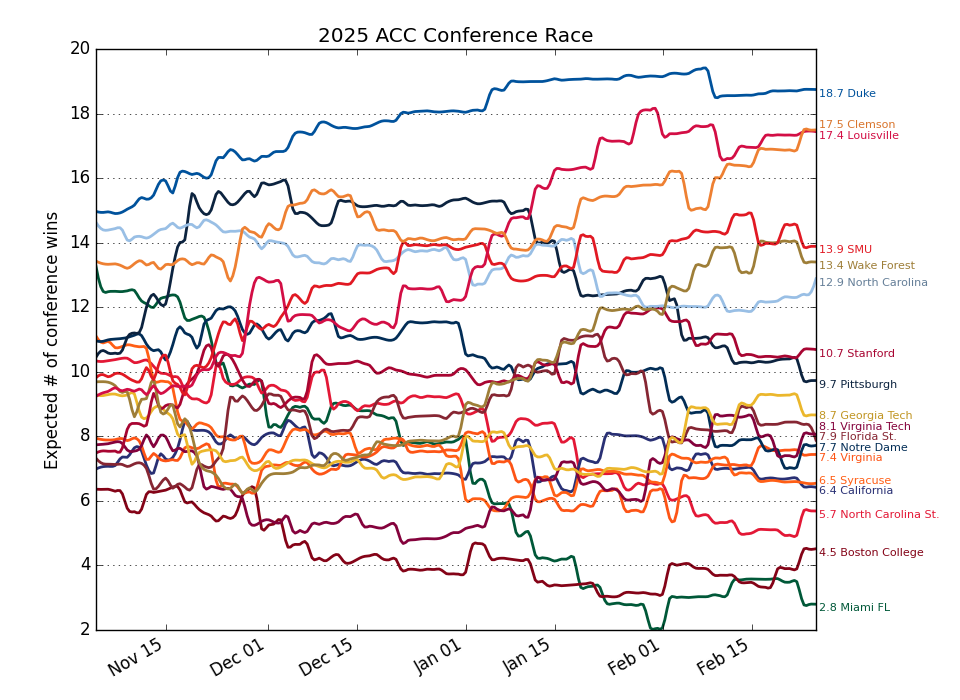 2025 ACC Conference Race
Expected # of conference wins
20
18
16
14
12
10
8
6
4
2
Nov 15
Dec 01
Dec 15
Jan 01
Jan 15
Feb 01
Feb 15
18.7 Duke
17.5 Clemson
17.4 Louisville
13.9 SMU
13.4 Wake Forest
12.9 North Carolina
10.7 Stanford
9.7 Pittsburgh
8.7 Georgia Tech
8.1 Virginia Tech
7.9 Florida St.
7.7 Notre Dame
7.4 Virginia
6.5 Syracuse
6.4 California
5.7 North Carolina St.
4.5 Boston College
2.8 Miami FL